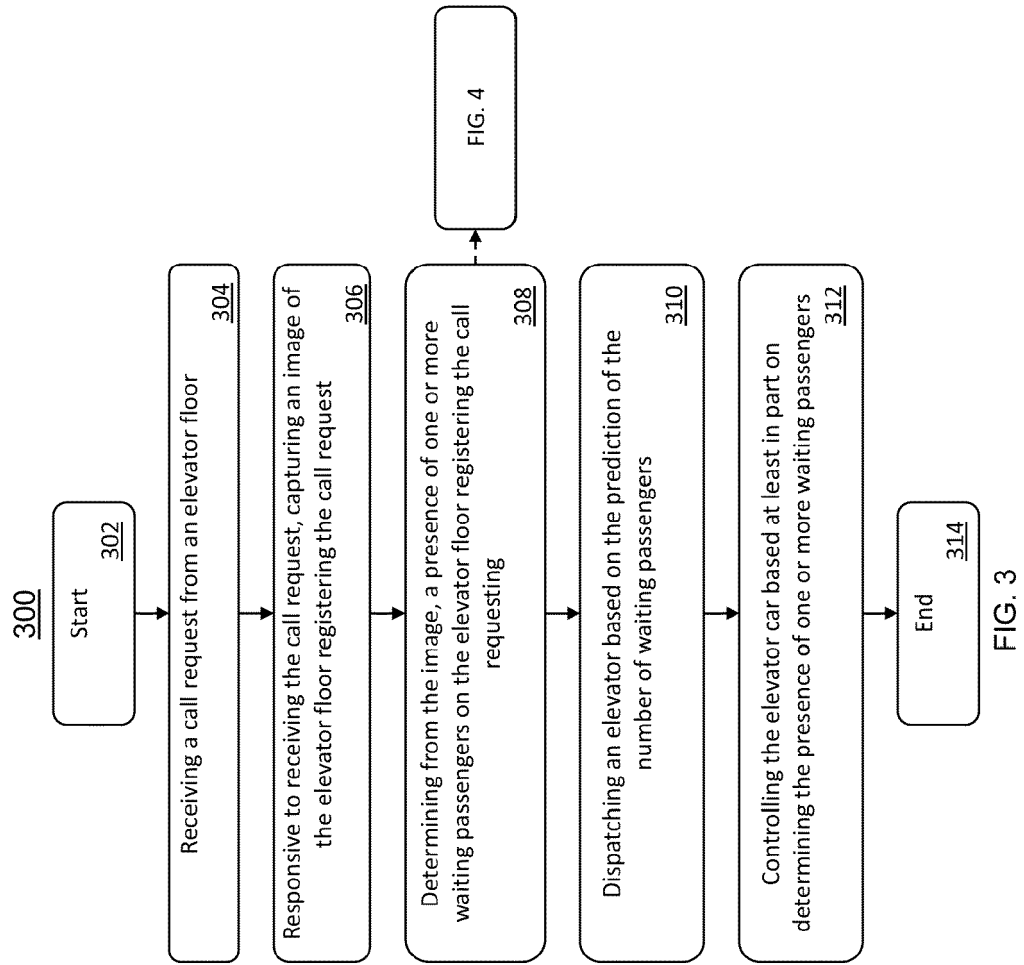 300
Start
302
Receiving a call request from an elevator floor
304
Responsive to receiving the call request, capturing an image of
the elevator floor registering the call request
306
Determining from the image, a presence of one or more
waiting passengers on the elevator floor registering the call
requesting
308
FIG. 4
Dispatching an elevator based on the prediction of the
number of waiting passengers
310
Controlling the elevator car based at least in part on
determining the presence of one or more waiting passengers
312
End
314
FIG. 3